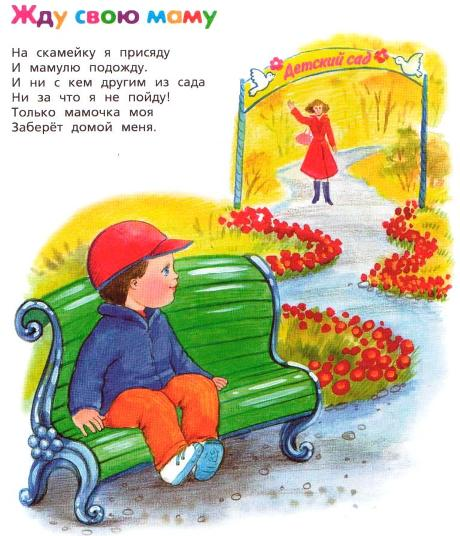 Жду свою маму
На скамейку я присяду
И мамулю подожду.
И ни с кем другим из сада
Ни за что я не пойду!
Только мамочка моя
Заберёт домой меня.
Детский сад